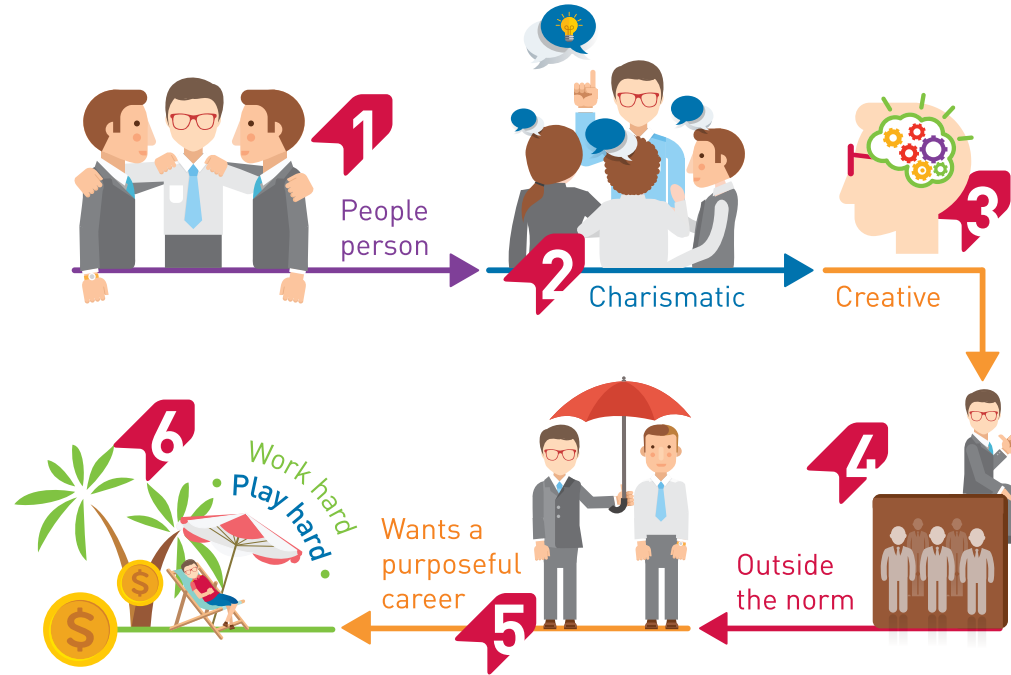 1
People
person
2
Charismatic
3
Creative
4
Outside
the norm
5
Wants a
purposeful
career
6
Work hard
Play hard
$
$